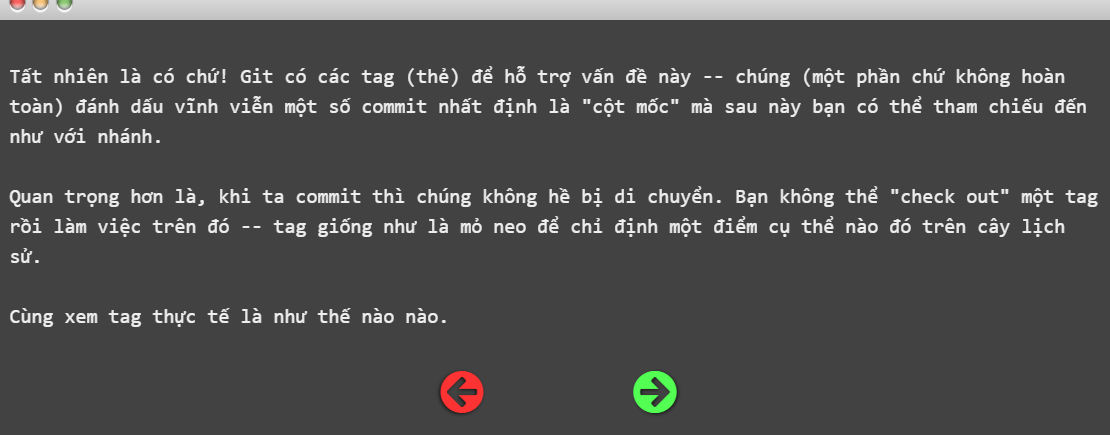 Tất nhiên là có chứ! Git có các tag (thẻ) để hỗ trợ vấn đề này -- chúng (một phần chứ không hoàn
toàn) đánh dấu vĩnh viễn một số commit nhất định là "cột mốc" mà sau này bạn có thể tham chiếu đến
như với nhánh.
Quan trọng hơn là, khi ta commit thì chúng không hề bị di chuyển. Bạn không thể "check out" một tag
rồi làm việc trên đó -- tag giống như là mỏ neo để chỉ định một điểm cụ thể nào đó trên cây lịch
sử.
Cùng xem tag thực tế là như thế nào nào.